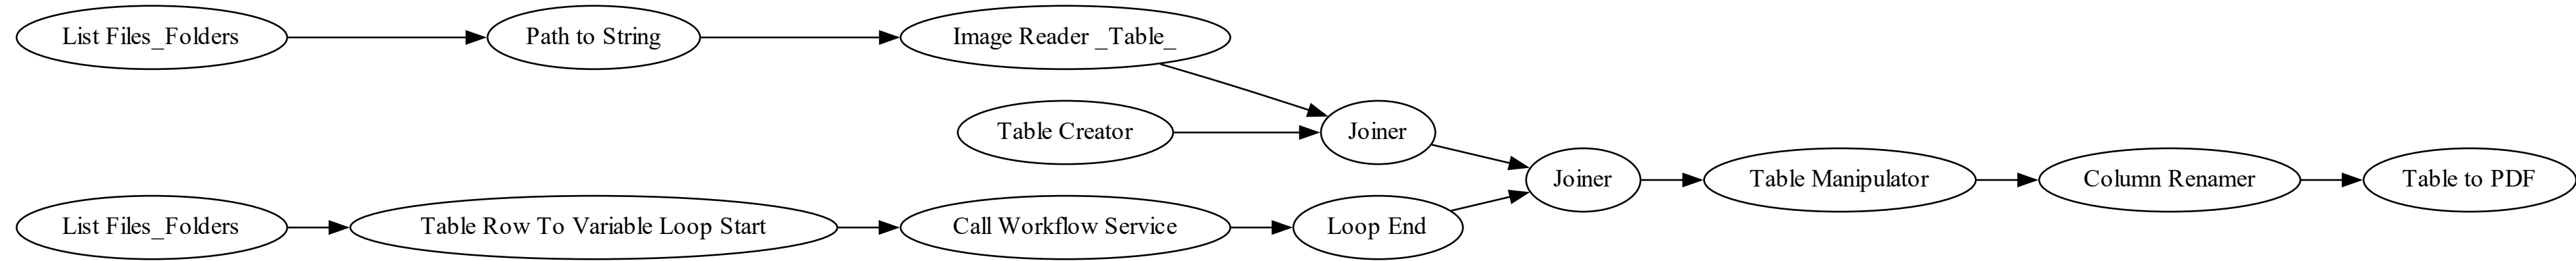 List Files_Folders
Path to String
Image Reader _Table_
Table Creator
Joiner
Joiner
Table Manipulator
Column Renamer
Table to PDF
List Files_Folders
Table Row To Variable Loop Start
Call Workflow Service
Loop End